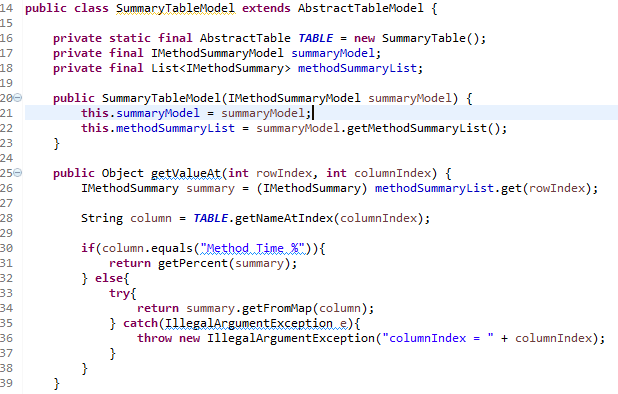 14 public class SummaryTableModel extends AbstractTableModel {
15
16     private static final AbstractTable TABLE = new SummaryTable();
17     private final IMethodSummaryModel summaryModel;
18     private final List<IMethodSummary> methodSummaryList;
19
20     public SummaryTableModel(IMethodSummaryModel summaryModel) {
21         this.summaryModel = summaryModel;
22         this.methodSummaryList = summaryModel.getMethodSummaryList();
23     }
24
25     public Object getValueAt(int rowIndex, int columnIndex) {
26         IMethodSummary summary = (IMethodSummary) methodSummaryList.get(rowIndex);
27
28         String column = TABLE.getNameAtIndex(columnIndex);
29
30         if(column.equals("Method Time %")){
31             return getPercent(summary);
32         } else{
33             try{
34                 return summary.getFromMap(column);
35             } catch(IllegalArgumentException e){
36                 throw new IllegalArgumentException("columnIndex = " + columnIndex);
37             }
38         }
39     }